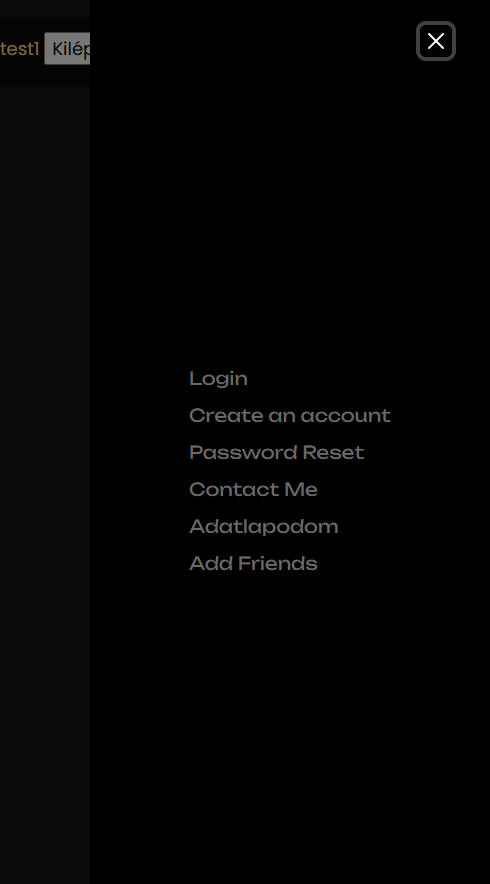 test1 Kilép
Login
Create an account
Password Reset
Contact Me
Adatlapodom
Add Friends